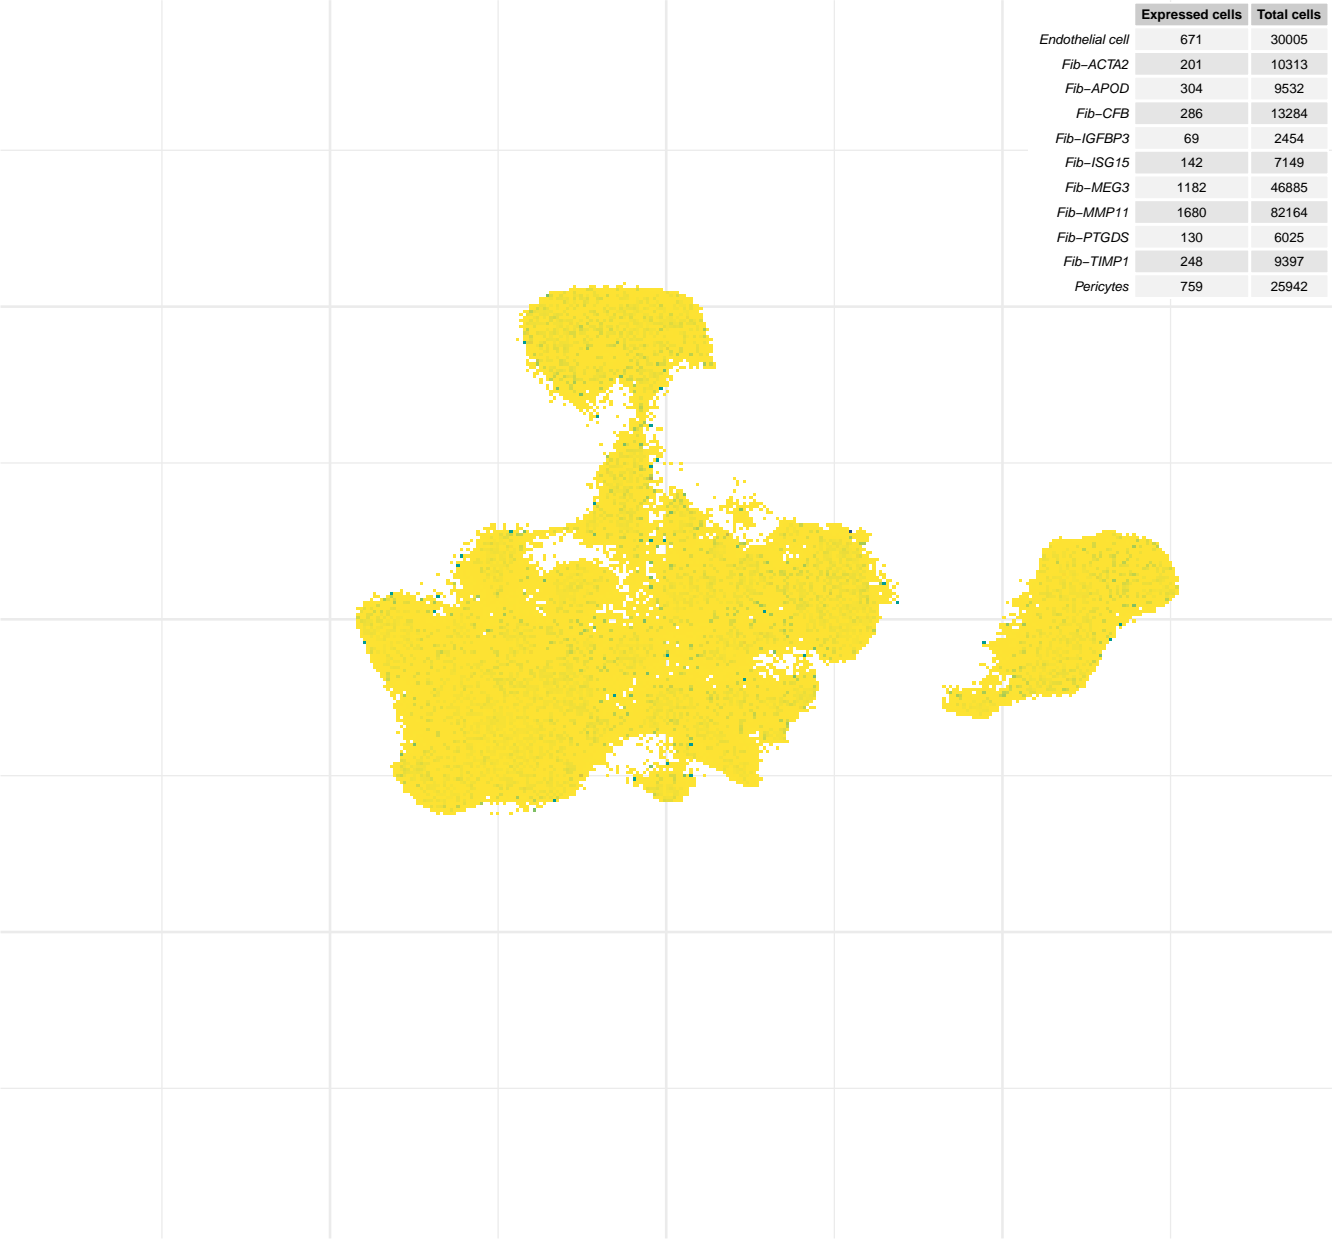 Expressed cells Total cells
Endothelial cell 671 30005
Fib−ACTA2 201 10313
Fib−APOD 304 9532
Fib−CFB 286 13284
Fib−IGFBP3 69 2454
Fib−ISG15 142 7149
Fib−MEG3 1182 46885
Fib−MMP11 1680 82164
Fib−PTGDS 130 6025
Fib−TIMP1 248 9397
Pericytes 759 25942